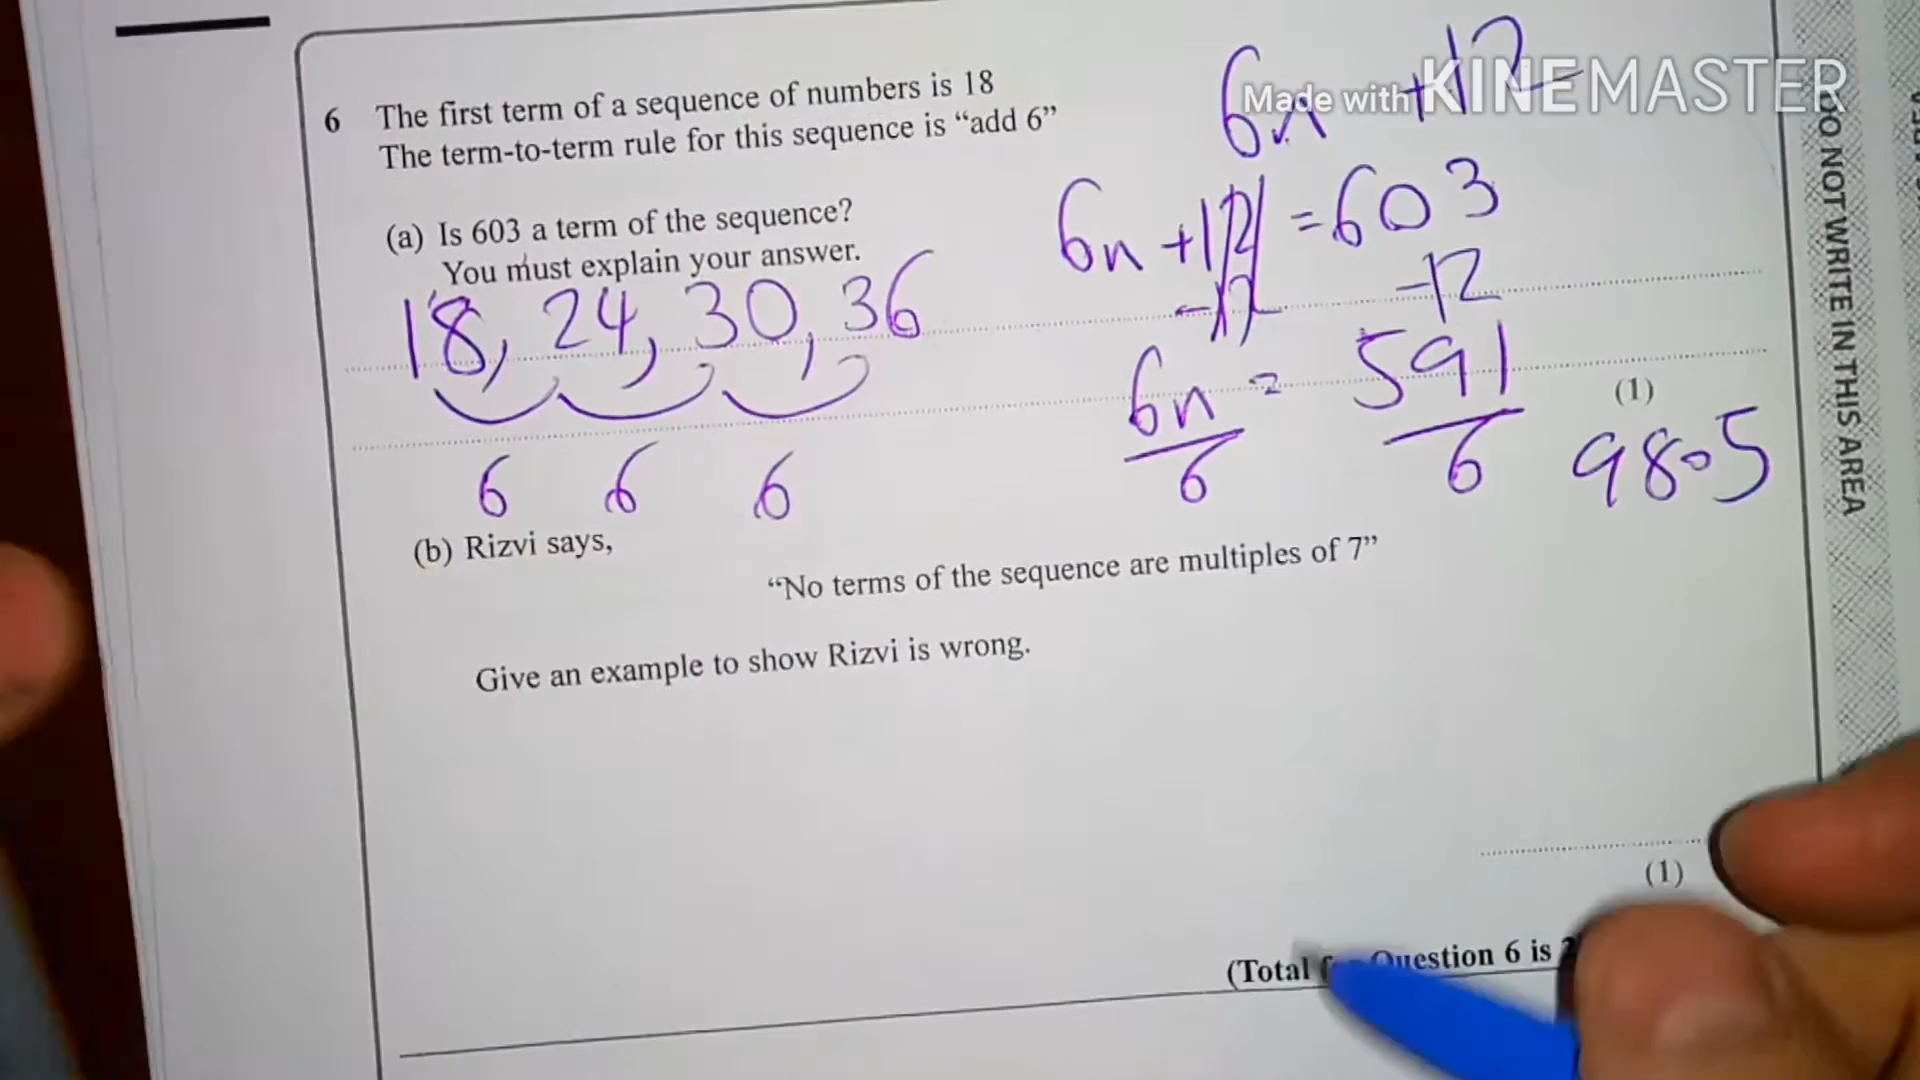 6 The first term of a sequence of numbers is 18
The term-to-term rule for this sequence is “add 6”
(a) Is 603 a term of the sequence?
You must explain your answer.
18, 24, 30, 36
6 6 6
6n +12
Made with KINEMASTER
6n +12 = 603
-12 -12
6n = 591
6 6
98.5
(1)
(b) Rizvi says,
“No terms of the sequence are multiples of 7”
Give an example to show Rizvi is wrong.
(1)
(Total Question 6 is
DO NOT WRITE IN THIS AREA